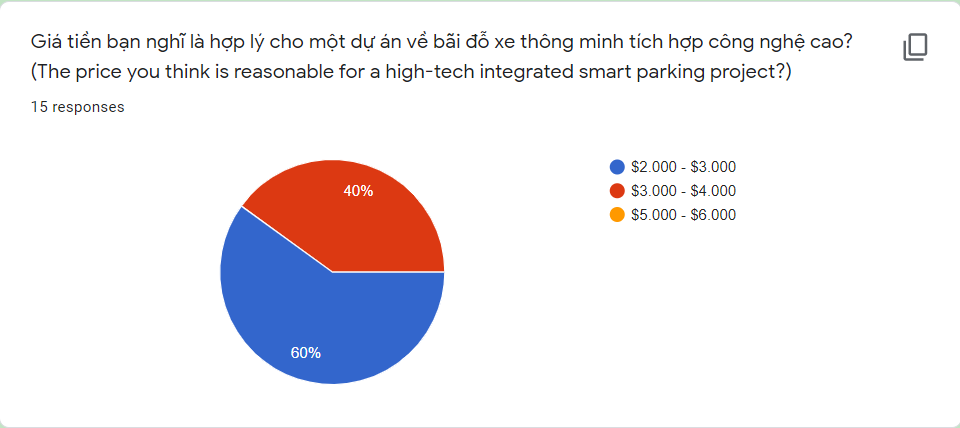 Giá tiền bạn nghĩ là hợp lý cho một dự án về bãi đỗ xe thông minh tích hợp công nghệ cao?
(The price you think is reasonable for a high-tech integrated smart parking project?)
15 responses
$2.000 - $3.000
$3.000 - $4.000
$5.000 - $6.000
40%
60%